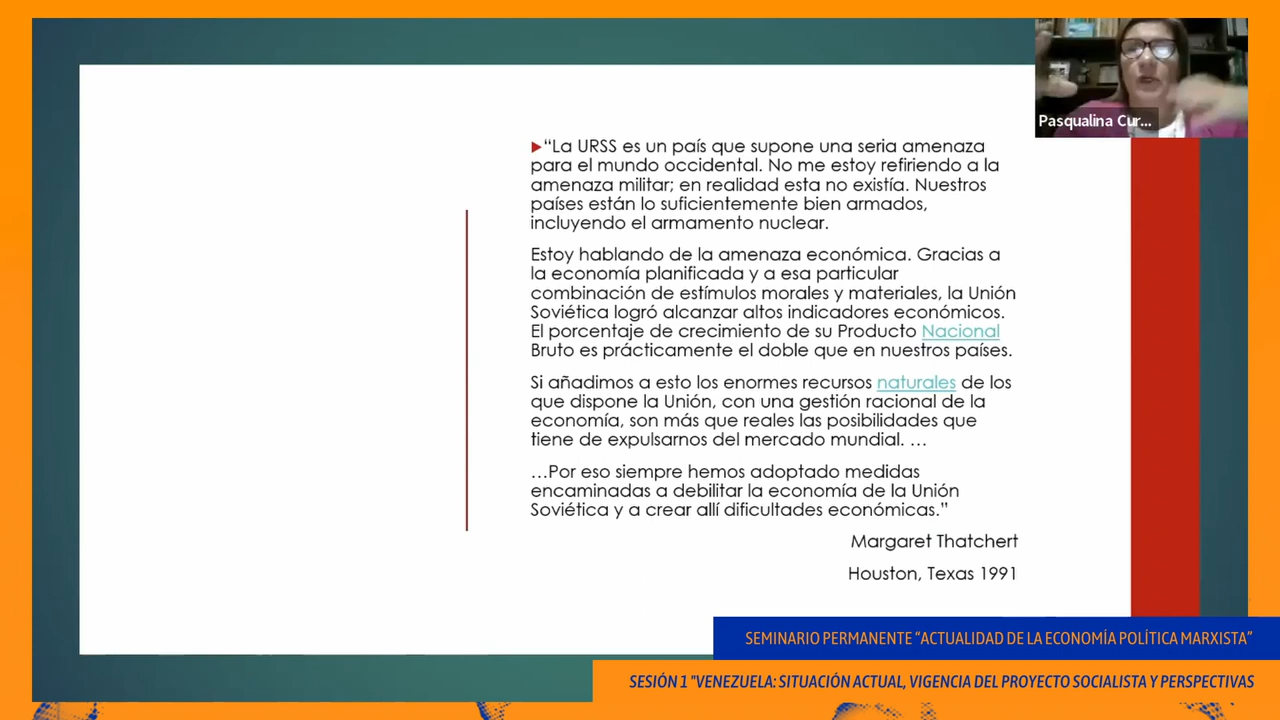 Pasqualina Cur...
▶“La URSS es un país que supone una seria amenaza
para el mundo occidental. No me estoy refiriendo a la
amenaza militar; en realidad esta no existía. Nuestros
países están lo suficientemente bien armados,
incluyendo el armamento nuclear.
Estoy hablando de la amenaza económica. Gracias a
la economía planificada y a esa particular
combinación de estímulos morales y materiales, la Unión
Soviética logró alcanzar altos indicadores económicos.
El porcentaje de crecimiento de su Producto Nacional
Bruto es prácticamente el doble que en nuestros países.
Si añadimos a esto los enormes recursos naturales de los
que dispone la Unión, con una gestión racional de la
economía, son más que reales las posibilidades que
tiene de expulsarnos del mercado mundial. …
…Por eso siempre hemos adoptado medidas
encaminadas a debilitar la economía de la Unión
Soviética y a crear allí dificultades económicas.”
Margaret Thatchert
Houston, Texas 1991
SEMINARIO PERMANENTE “ACTUALIDAD DE LA ECONOMÍA POLÍTICA MARXISTA”
SESIÓN 1 "VENEZUELA: SITUACIÓN ACTUAL, VIGENCIA DEL PROYECTO SOCIALISTA Y PERSPECTIVAS